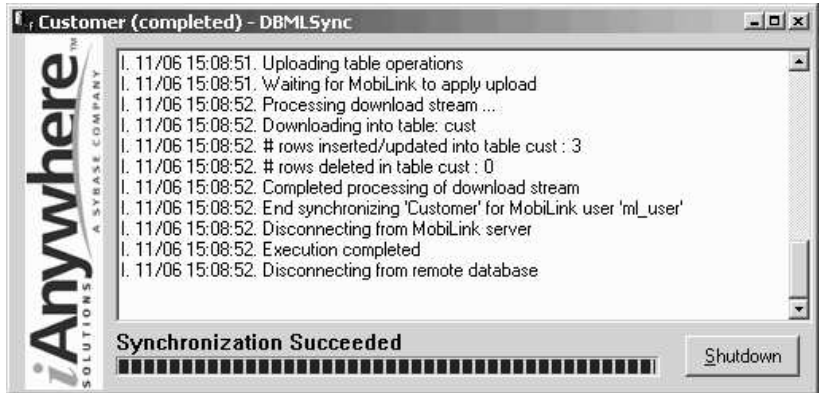 Customer (completed) - DBMLSync
iAnywhere
SOLUTIONS
A SYBASE COMPANY
TM
I. 11/06 15:08:51. Uploading table operations
I. 11/06 15:08:51. Waiting for MobiLink to apply upload
I. 11/06 15:08:52. Processing download stream ...
I. 11/06 15:08:52. Downloading into table: cust
I. 11/06 15:08:52. # rows inserted/updated into table cust : 3
I. 11/06 15:08:52. # rows deleted in table cust : 0
I. 11/06 15:08:52. Completed processing of download stream
I. 11/06 15:08:52. End synchronizing 'Customer' for MobiLink user 'ml_user'
I. 11/06 15:08:52. Disconnecting from MobiLink server
I. 11/06 15:08:52. Execution completed
I. 11/06 15:08:52. Disconnecting from remote database
Synchronization Succeeded
Shutdown